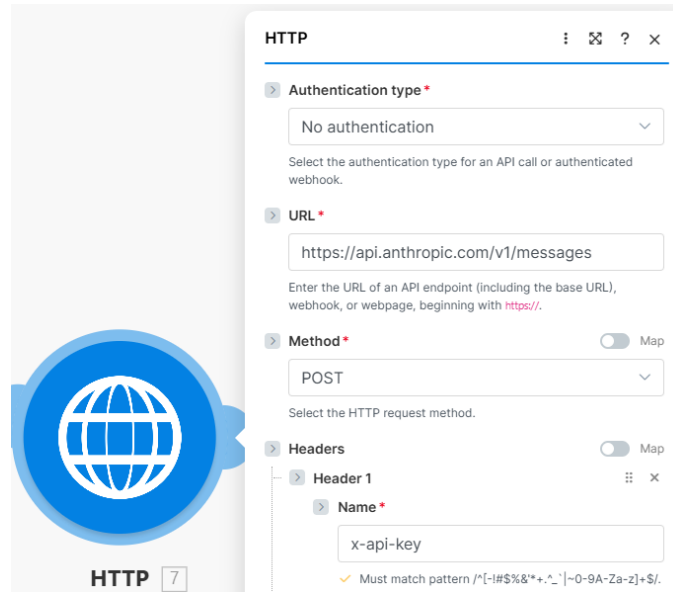 HTTP
?
Authentication type*
No authentication
Select the authentication type for an API call or authenticated
webhook.
URL*
https://api.anthropic.com/v1/messages
Enter the URL of an API endpoint (including the base URL),
webhook, or webpage, beginning with https://.
Method*
Map
POST
Select the HTTP request method.
Headers
Map
Header 1
Name*
x-api-key
Must match pattern /^[-!#$%&'*+.^_`|~0-9A-Za-z]+$/.
HTTP 7